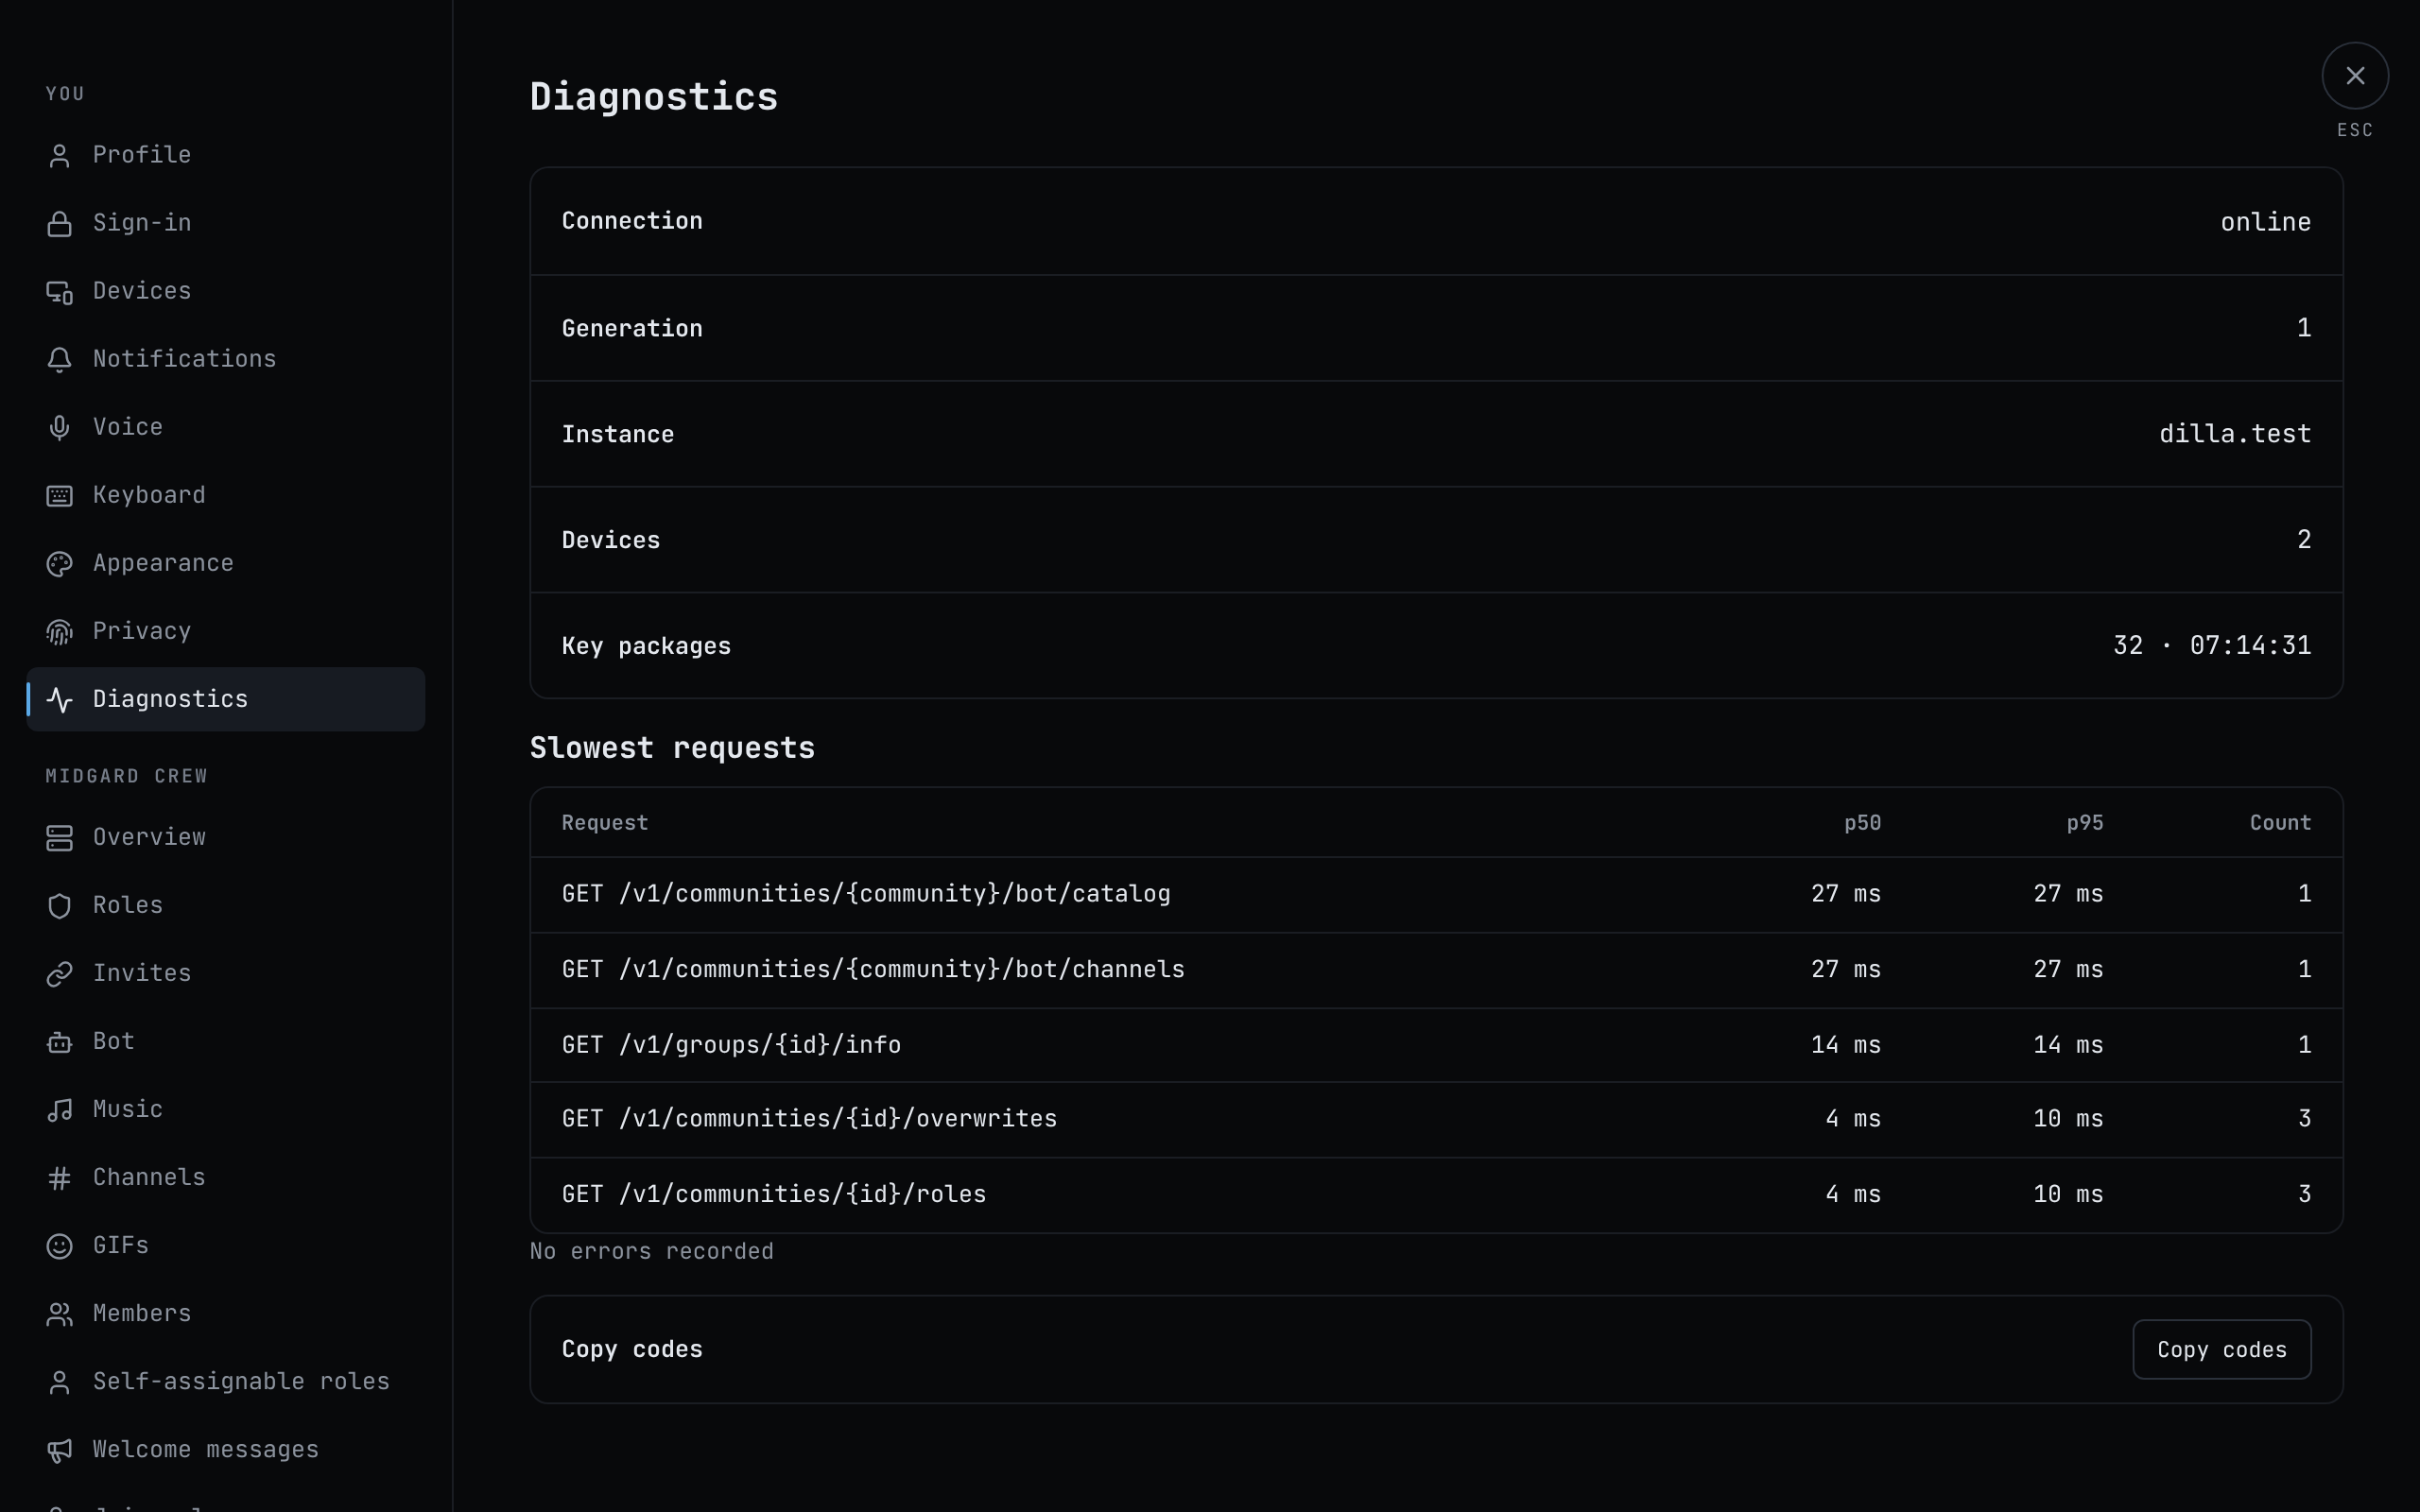 YOU
Profile
Sign-in
Devices
Notifications
Voice
Keyboard
Appearance
Privacy
Diagnostics
MIDGARD CREW
Overview
Roles
Invites
Bot
Music
Channels
GIFs
Members
Self-assignable roles
Welcome messages
Diagnostics
ESC
Connection online
Generation 1
Instance dilla.test
Devices 2
Key packages 32 · 07:14:31
Slowest requests
Request p50 p95 Count
GET /v1/communities/{community}/bot/catalog 27 ms 27 ms 1
GET /v1/communities/{community}/bot/channels 27 ms 27 ms 1
GET /v1/groups/{id}/info 14 ms 14 ms 1
GET /v1/communities/{id}/overwrites 4 ms 10 ms 3
GET /v1/communities/{id}/roles 4 ms 10 ms 3
No errors recorded
Copy codes Copy codes